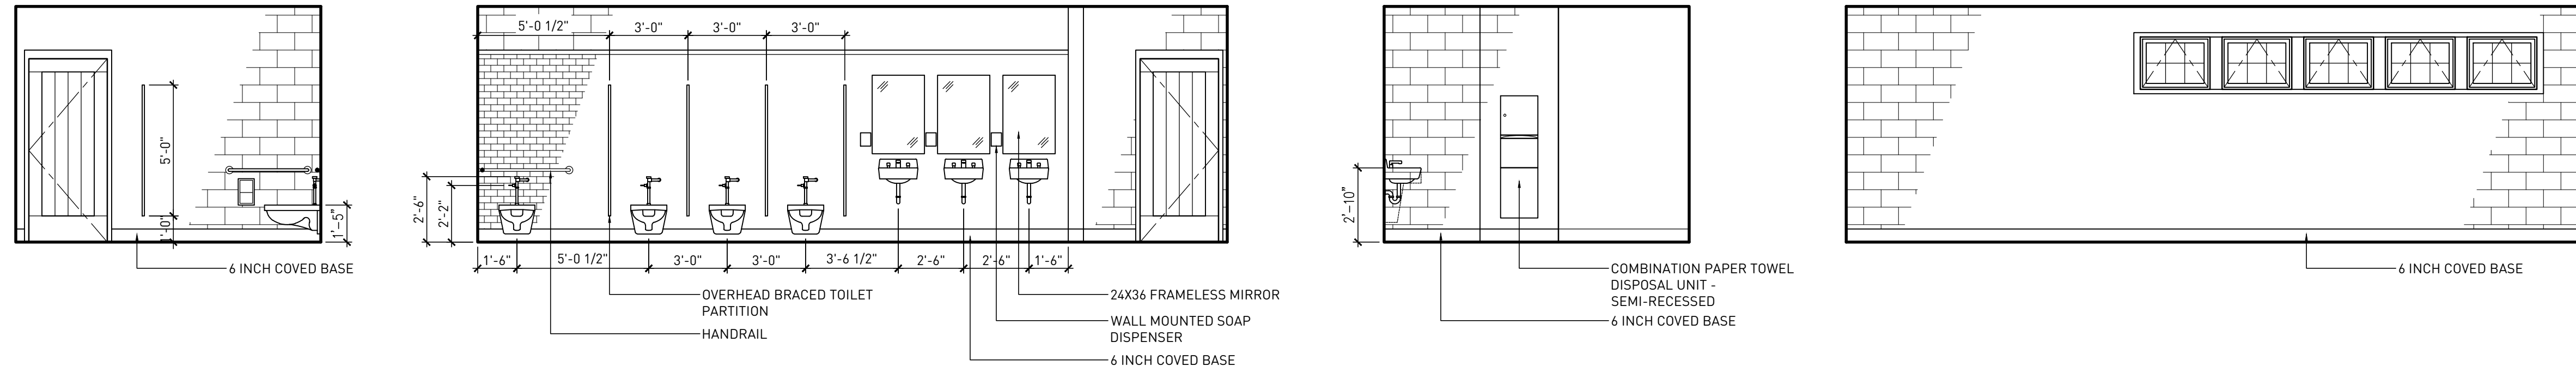 5'-0"
1'-0"
1'-5"
6 INCH COVED BASE
5'-0 1/2"
3'-0"
3'-0"
3'-0"
2'-6"
2'-2"
1'-6"
5'-0 1/2"
3'-0"
3'-0"
3'-6 1/2"
2'-6"
2'-6"
1'-6"
OVERHEAD BRACED TOILET
PARTITION
HANDRAIL
24X36 FRAMELESS MIRROR
WALL MOUNTED SOAP
DISPENSER
6 INCH COVED BASE
2'-10"
COMBINATION PAPER TOWEL
DISPOSAL UNIT -
SEMI-RECESSED
6 INCH COVED BASE
6 INCH COVED BASE